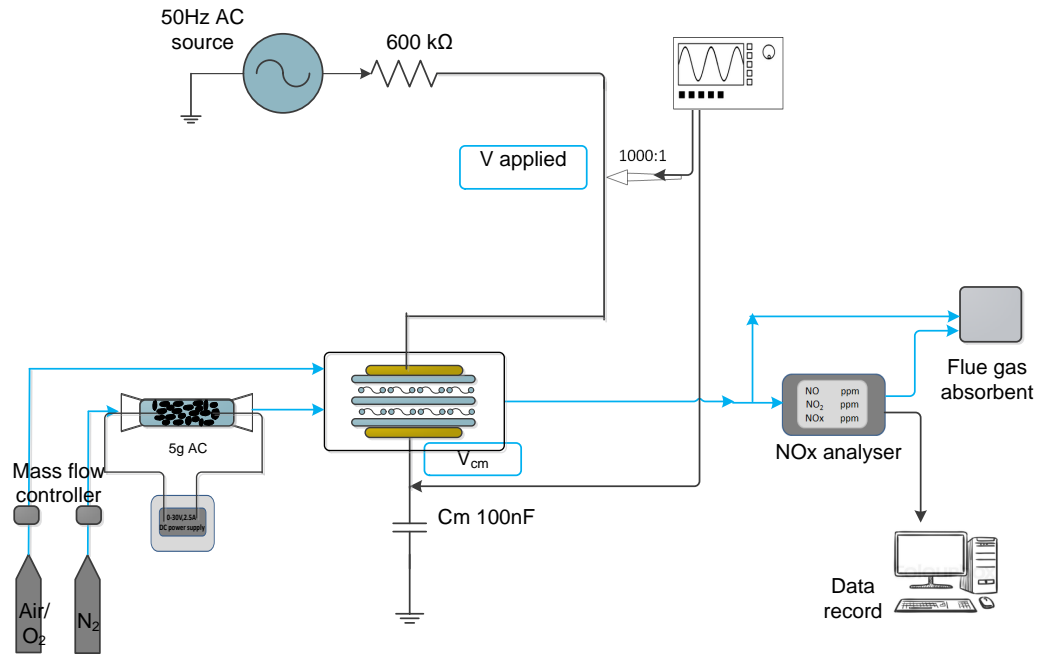 50Hz AC
source
600 kΩ
V applied
1000:1
Flue gas
absorbent
NO ppm
NO2 ppm
NOx ppm
NOx analyser
5g AC
Mass flow
controller
0-30V,2.5A
DC power supply
Vcm
Cm 100nF
Air/
O2
N2
Data
record